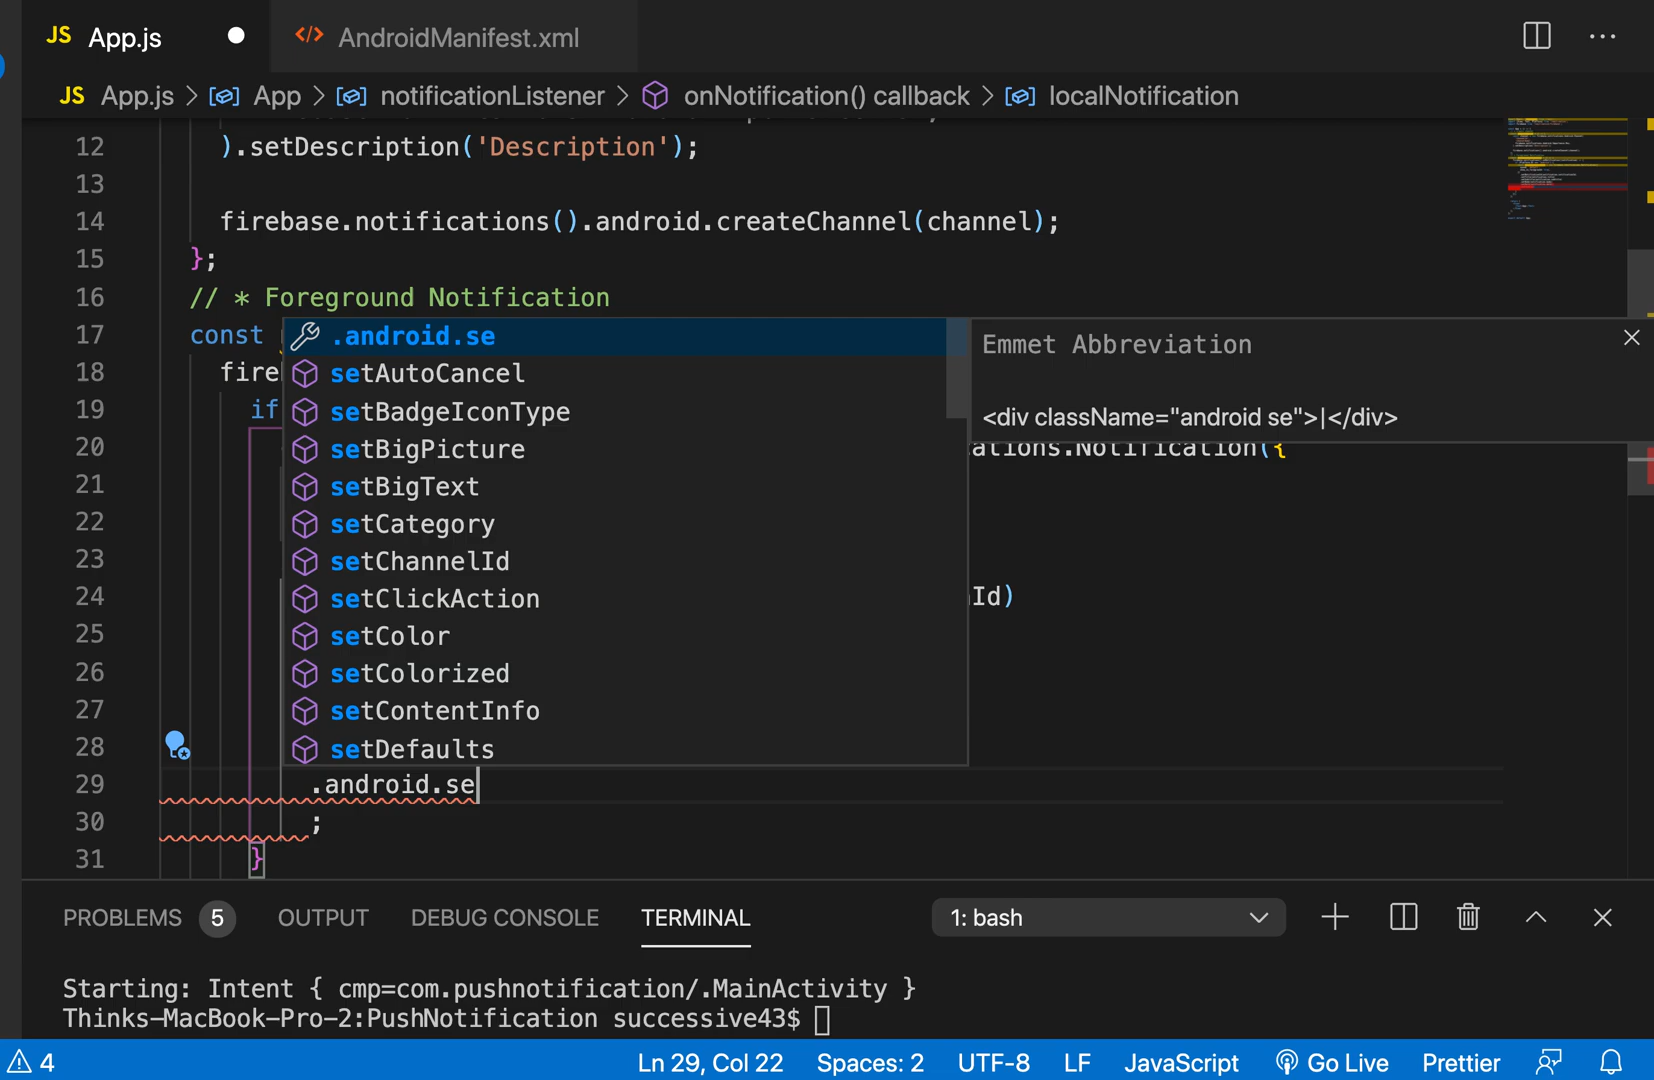 JS App.js
</> AndroidManifest.xml
JS App.js > App > notificationListener > onNotification() callback > localNotification
12 ).setDescription('Description');
13
14 firebase.notifications().android.createChannel(channel);
15 };
16 // * Foreground Notification
17 const
18 fire
19 if
20 ations.Notification({
21
22
23
24 Id)
25
26
27
28
29 .android.se
30 ;
31 }
.android.se
setAutoCancel
setBadgeIconType
setBigPicture
setBigText
setCategory
setChannelId
setClickAction
setColor
setColorized
setContentInfo
setDefaults
Emmet Abbreviation
<div className="android se">|</div>
PROBLEMS 5 OUTPUT DEBUG CONSOLE TERMINAL 1: bash
Starting: Intent { cmp=com.pushnotification/.MainActivity }
Thinks-MacBook-Pro-2:PushNotification successive43$
4 Ln 29, Col 22 Spaces: 2 UTF-8 LF JavaScript Go Live Prettier